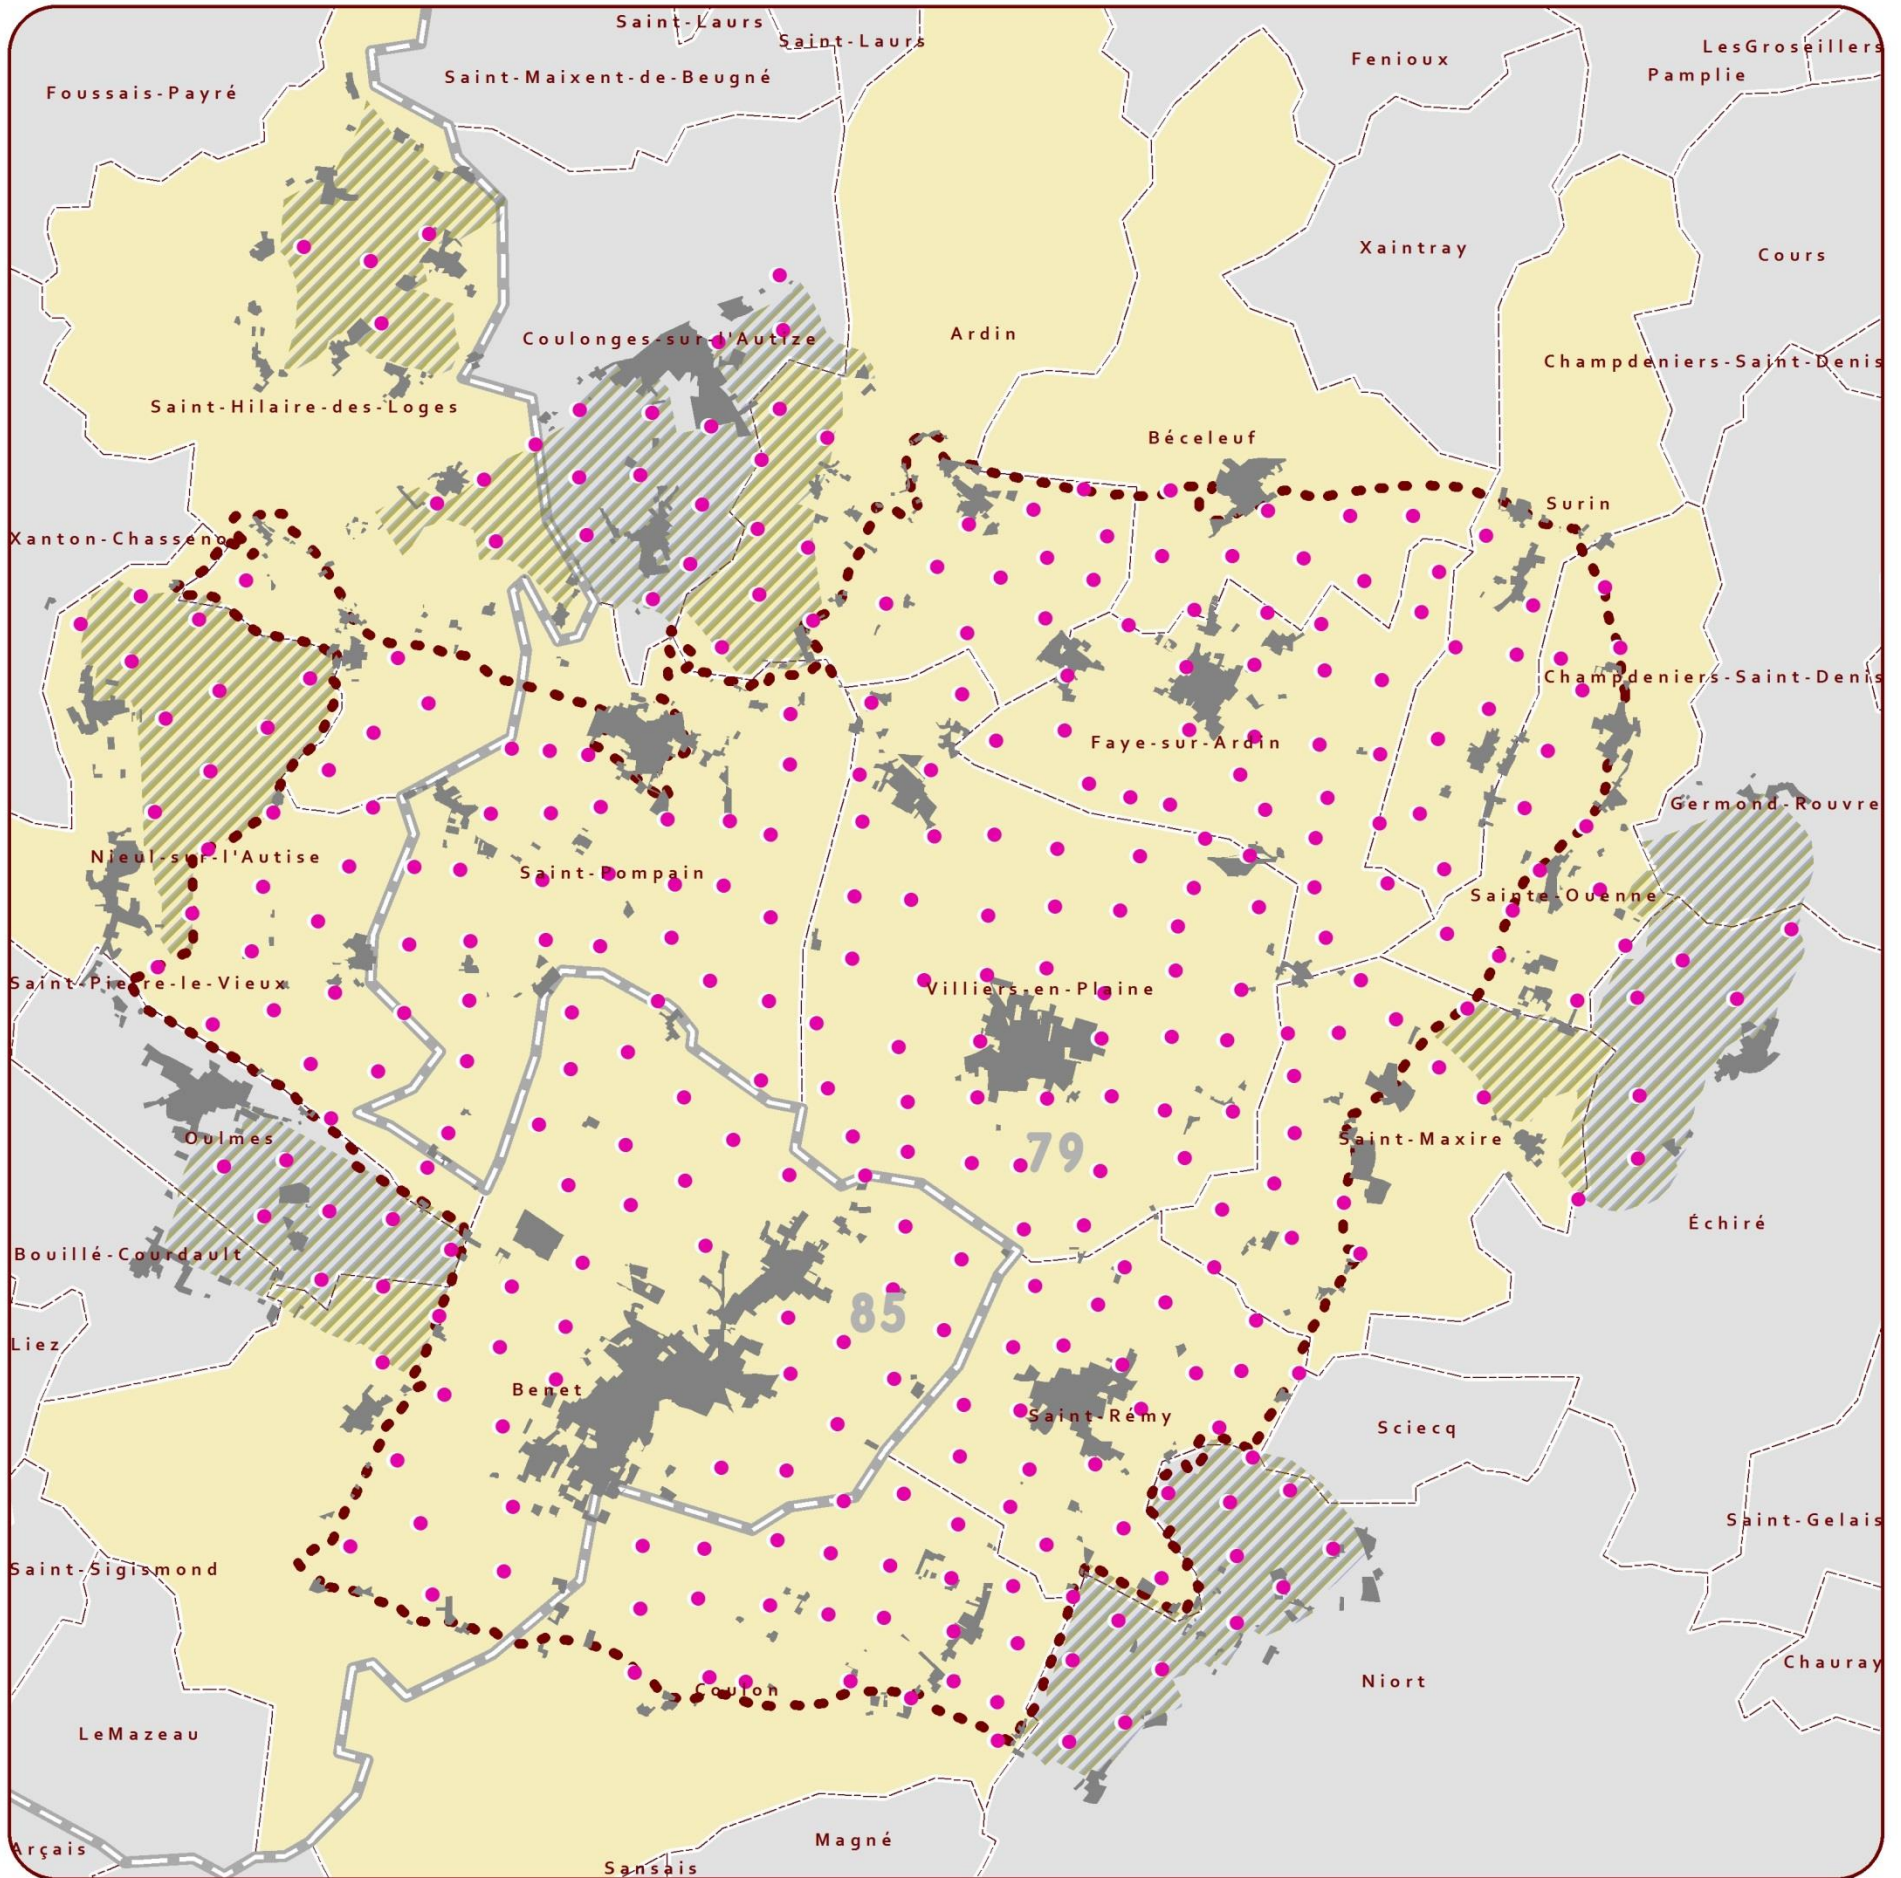 Saint-Laurs
Saint-Laurs
LesGroseillers
Fenioux
Pamplie
Saint-Maixent-de-Beugné
Foussais-Payré
Xaintray
Cours
Ardin
Coulonges-sur-l'Autize
Champdeniers-Saint-Denis
Saint-Hilaire-des-Loges
Béceleuf
Surin
Xanton-Chassenon
Champdeniers-Saint-Denis
Faye-sur-Ardin
Germond-Rouvre
Nieul-sur-l'Autise
Saint-Pompain
Sainte-Ouenne
Saint-Pierre-le-Vieux
Villiers-en-Plaine
Oulmes
79
Saint-Maxire
Échiré
Bouillé-Courdault
85
Liez
Benet
Saint-Rémy
Sciecq
Saint-Gelais
Saint-Sigismond
Chauray
Niort
Coulon
LeMazeau
Magné
Arçais
Sansais